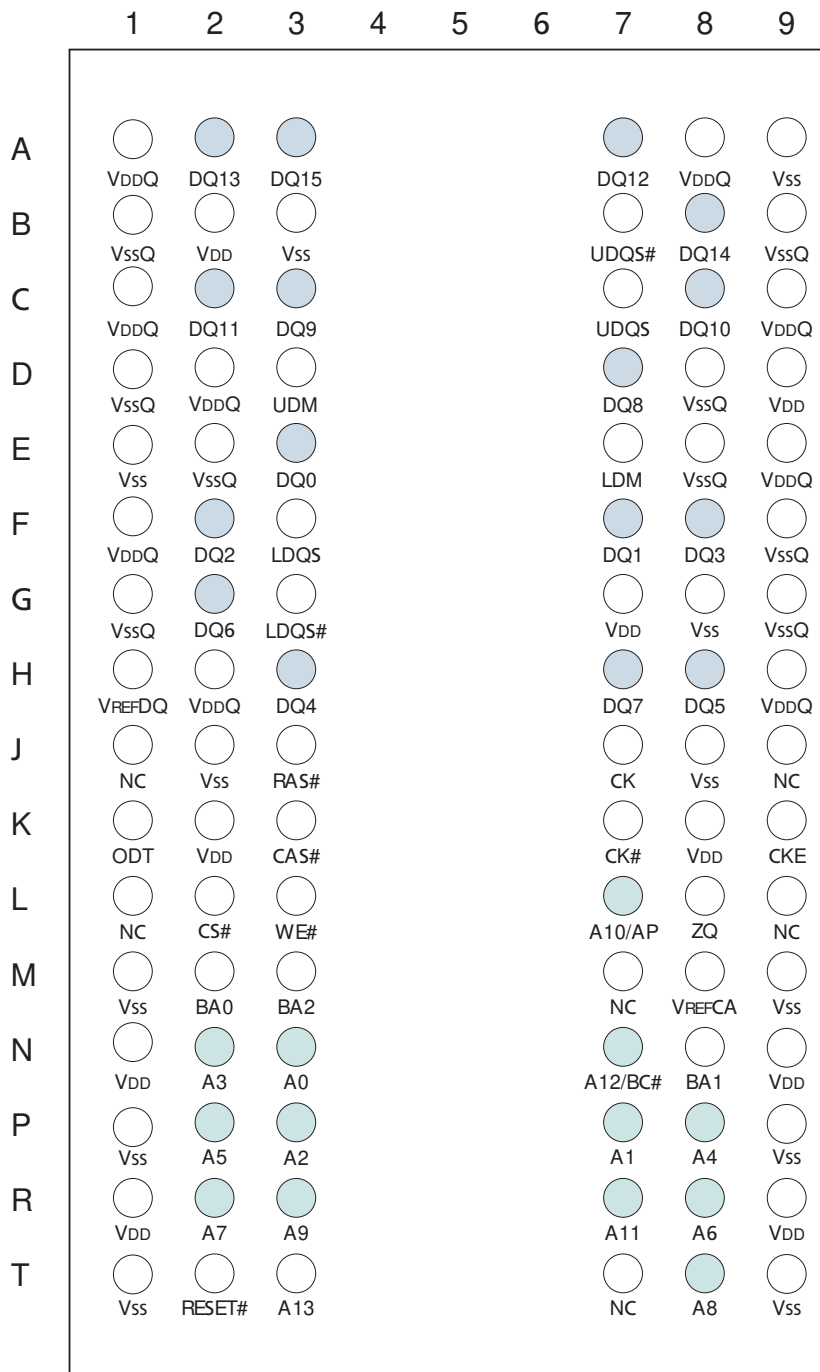 1 2 3 4 5 6 7 8 9
A
VDDQ DQ13 DQ15 DQ12 VDDQ Vss
B
VssQ VDD Vss UDQS# DQ14 VssQ
C
VDDQ DQ11 DQ9 UDQS DQ10 VDDQ
D
VssQ VDDQ UDM DQ8 VssQ VDD
E
Vss VssQ DQ0 LDM VssQ VDDQ
F
VDDQ DQ2 LDQS DQ1 DQ3 VssQ
G
VssQ DQ6 LDQS# VDD Vss VssQ
H
VREFDQ VDDQ DQ4 DQ7 DQ5 VDDQ
J
NC Vss RAS# CK Vss NC
K
ODT VDD CAS# CK# VDD CKE
L
NC CS# WE# A10/AP ZQ NC
M
Vss BA0 BA2 NC VREFCA Vss
N
VDD A3 A0 A12/BC# BA1 VDD
P
Vss A5 A2 A1 A4 Vss
R
VDD A7 A9 A11 A6 VDD
T
Vss RESET# A13 NC A8 Vss